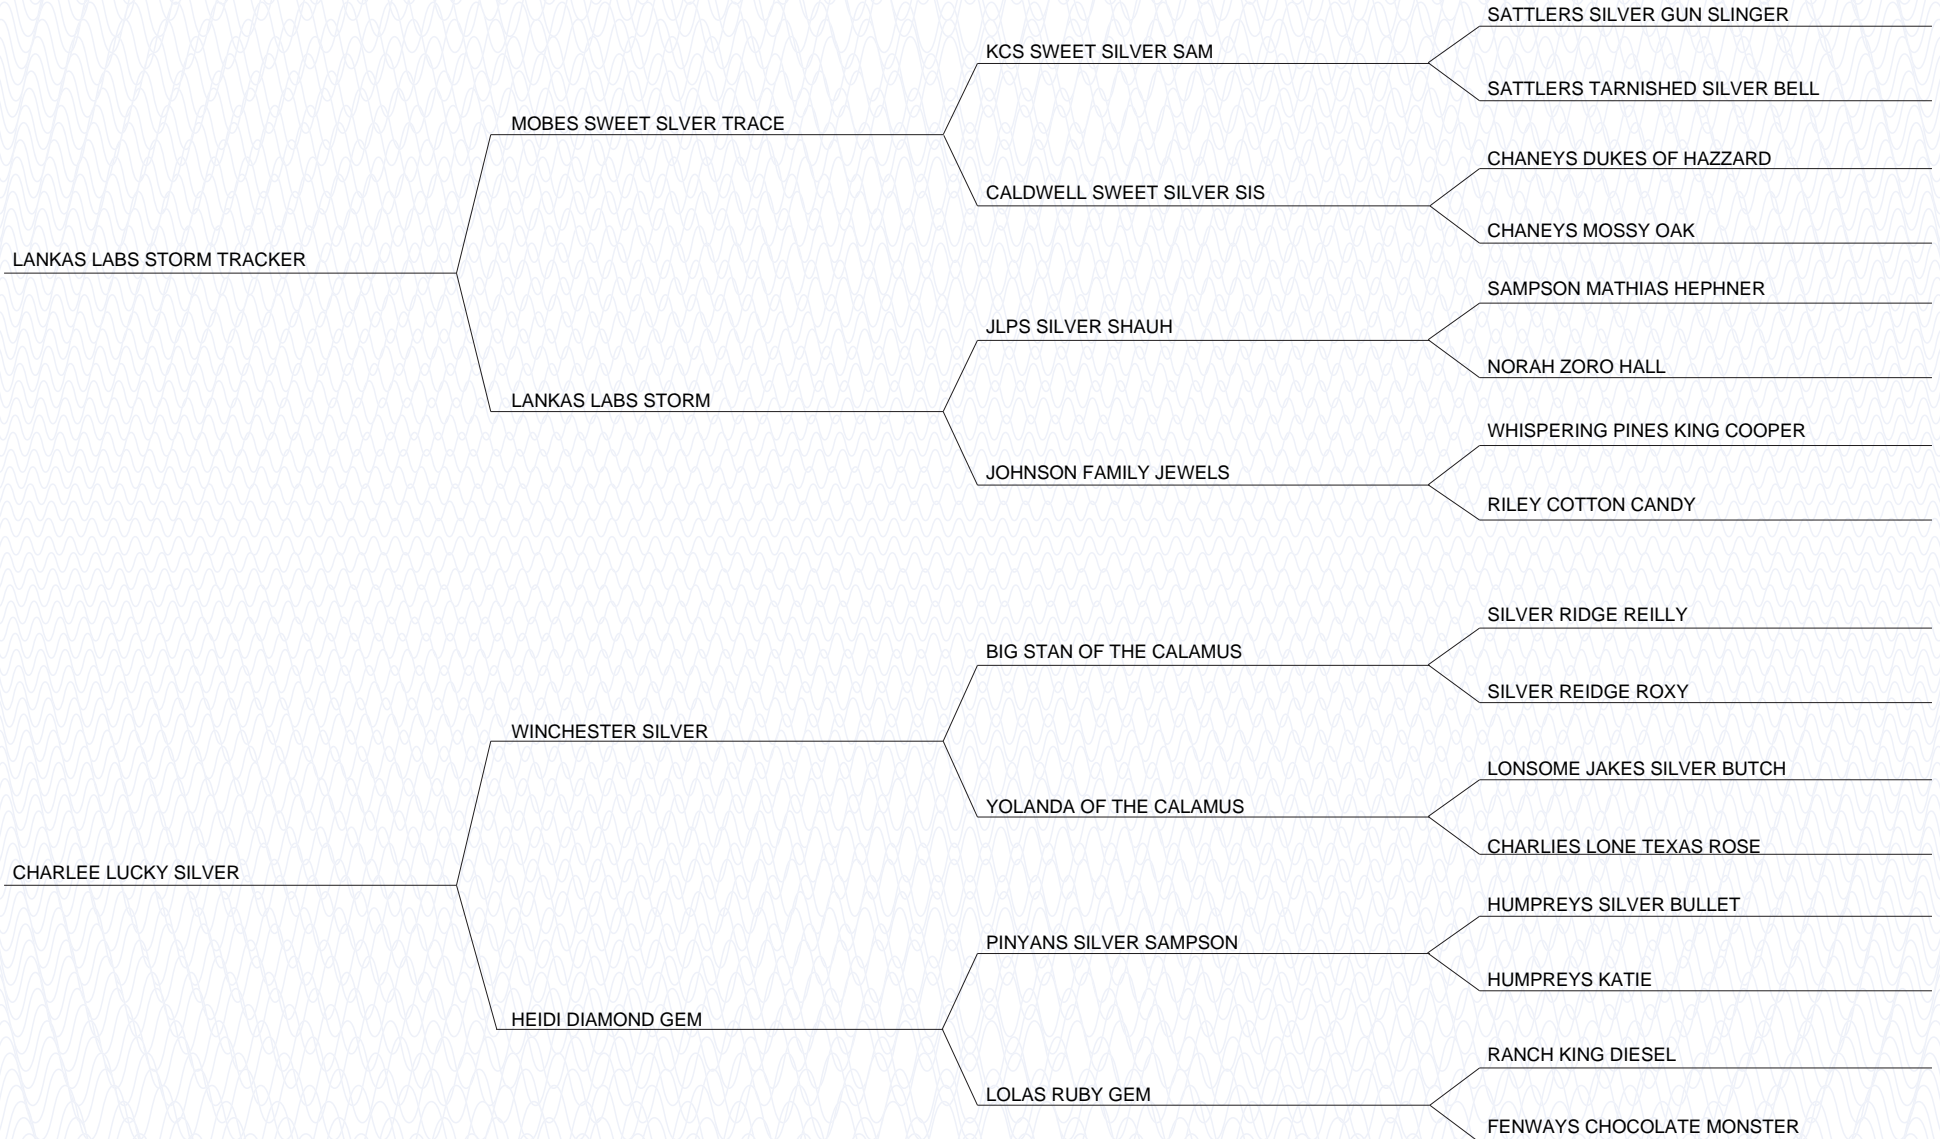 SATTLERS SILVER GUN SLINGER
KCS SWEET SILVER SAM
SATTLERS TARNISHED SILVER BELL
MOBES SWEET SLVER TRACE
CHANEYS DUKES OF HAZZARD
CALDWELL SWEET SILVER SIS
CHANEYS MOSSY OAK
LANKAS LABS STORM TRACKER
SAMPSON MATHIAS HEPHNER
JLPS SILVER SHAUH
NORAH ZORO HALL
LANKAS LABS STORM
WHISPERING PINES KING COOPER
JOHNSON FAMILY JEWELS
RILEY COTTON CANDY
SILVER RIDGE REILLY
BIG STAN OF THE CALAMUS
SILVER REIDGE ROXY
WINCHESTER SILVER
LONSOME JAKES SILVER BUTCH
YOLANDA OF THE CALAMUS
CHARLIES LONE TEXAS ROSE
CHARLEE LUCKY SILVER
HUMPREYS SILVER BULLET
PINYANS SILVER SAMPSON
HUMPREYS KATIE
HEIDI DIAMOND GEM
RANCH KING DIESEL
LOLAS RUBY GEM
FENWAYS CHOCOLATE MONSTER